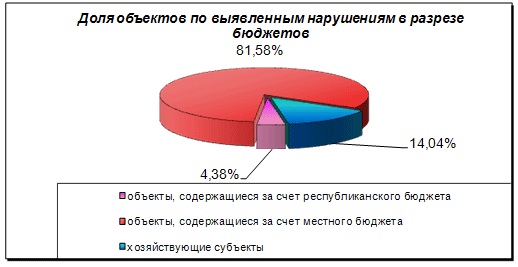 Доля объектов по выявленным нарушениям в разрезе
бюджетов
81,58%
14,04%
4,38%
объекты, содержащиеся за счет республиканского бюджета
объекты, содержащиеся за счет местного бюджета
хозяйствующие субъекты